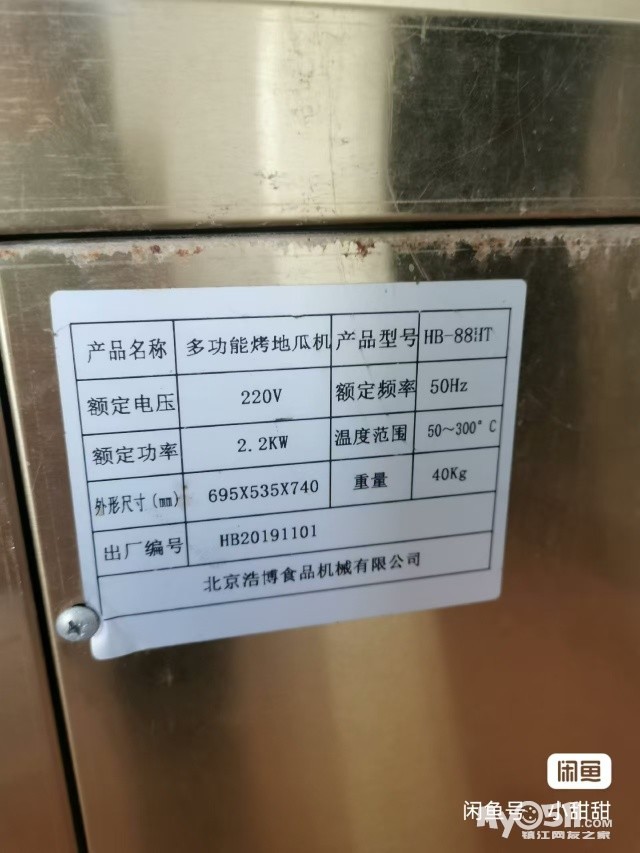 产品名称 多功能烤地瓜机 产品型号 HB-88HT
额定电压 220V 额定频率 50Hz
额定功率 2.2KW 温度范围 50～300°C
外形尺寸(mm) 695X535X740 重量 40Kg
出厂编号 HB20191101
北京浩博食品机械有限公司
闲鱼
闲鱼号：小甜甜
镇江网友之家